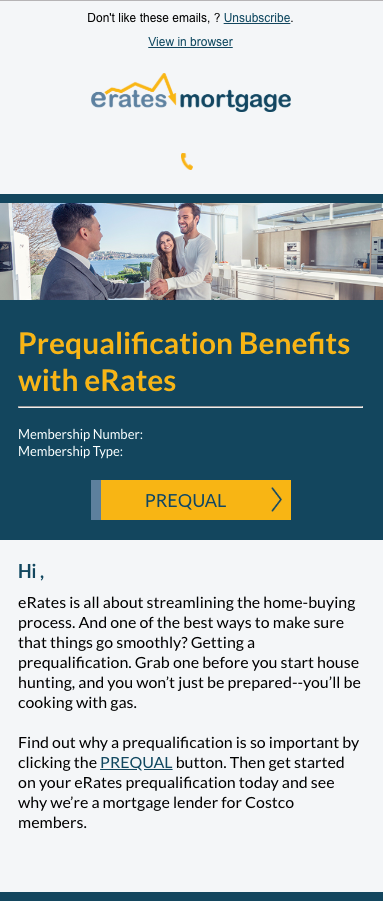 Don't like these emails, ? Unsubscribe.
View in browser
erates mortgage
Prequalification Benefits
with eRates
Membership Number:
Membership Type:
PREQUAL
Hi ,
eRates is all about streamlining the home-buying
process. And one of the best ways to make sure
that things go smoothly? Getting a
prequalification. Grab one before you start house
hunting, and you won't just be prepared--you'll be
cooking with gas.
Find out why a prequalification is so important by
clicking the PREQUAL button. Then get started
on your eRates prequalification today and see
why we're a mortgage lender for Costco
members.